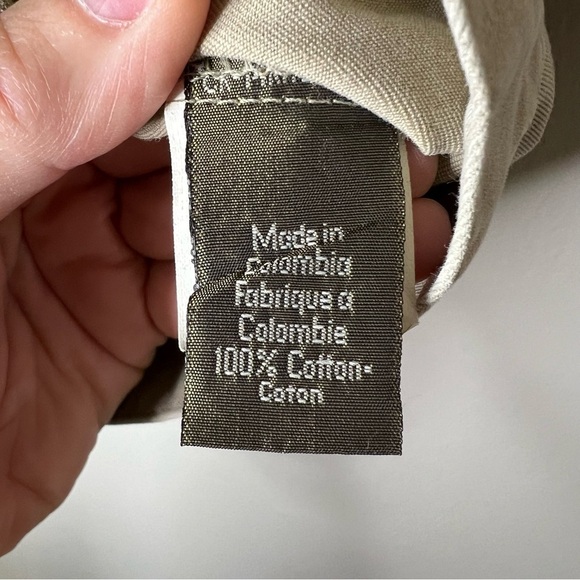 Made in
Colombia
Fabrique a
Colombie
100% Cotton-
Coton